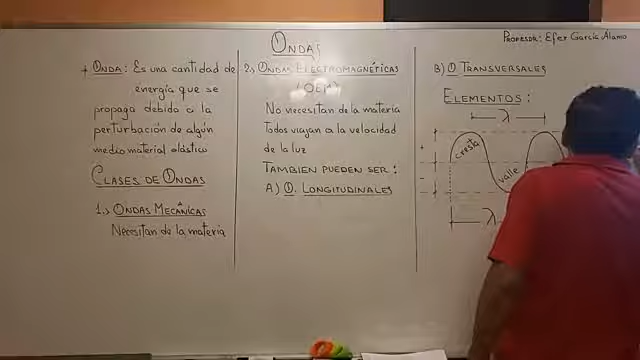 Profesor: Efer García Alamo
ONDAS
+ ONDA: Es una cantidad de
energía que se
propaga debido a la
perturbación de algún
medio material elástico
CLASES DE ONDAS
1.) ONDAS MECÁNICAS
Necesitan de la materia
2.) ONDAS ELECTROMAGNÉTICAS
No necesitan de la materia
Todos viajan a la velocidad
de la luz
TAMBIEN PUEDEN SER:
A) O. LONGITUDINALES
B) O. TRANSVERSALES
ELEMENTOS:
λ
cresta
valle
λ